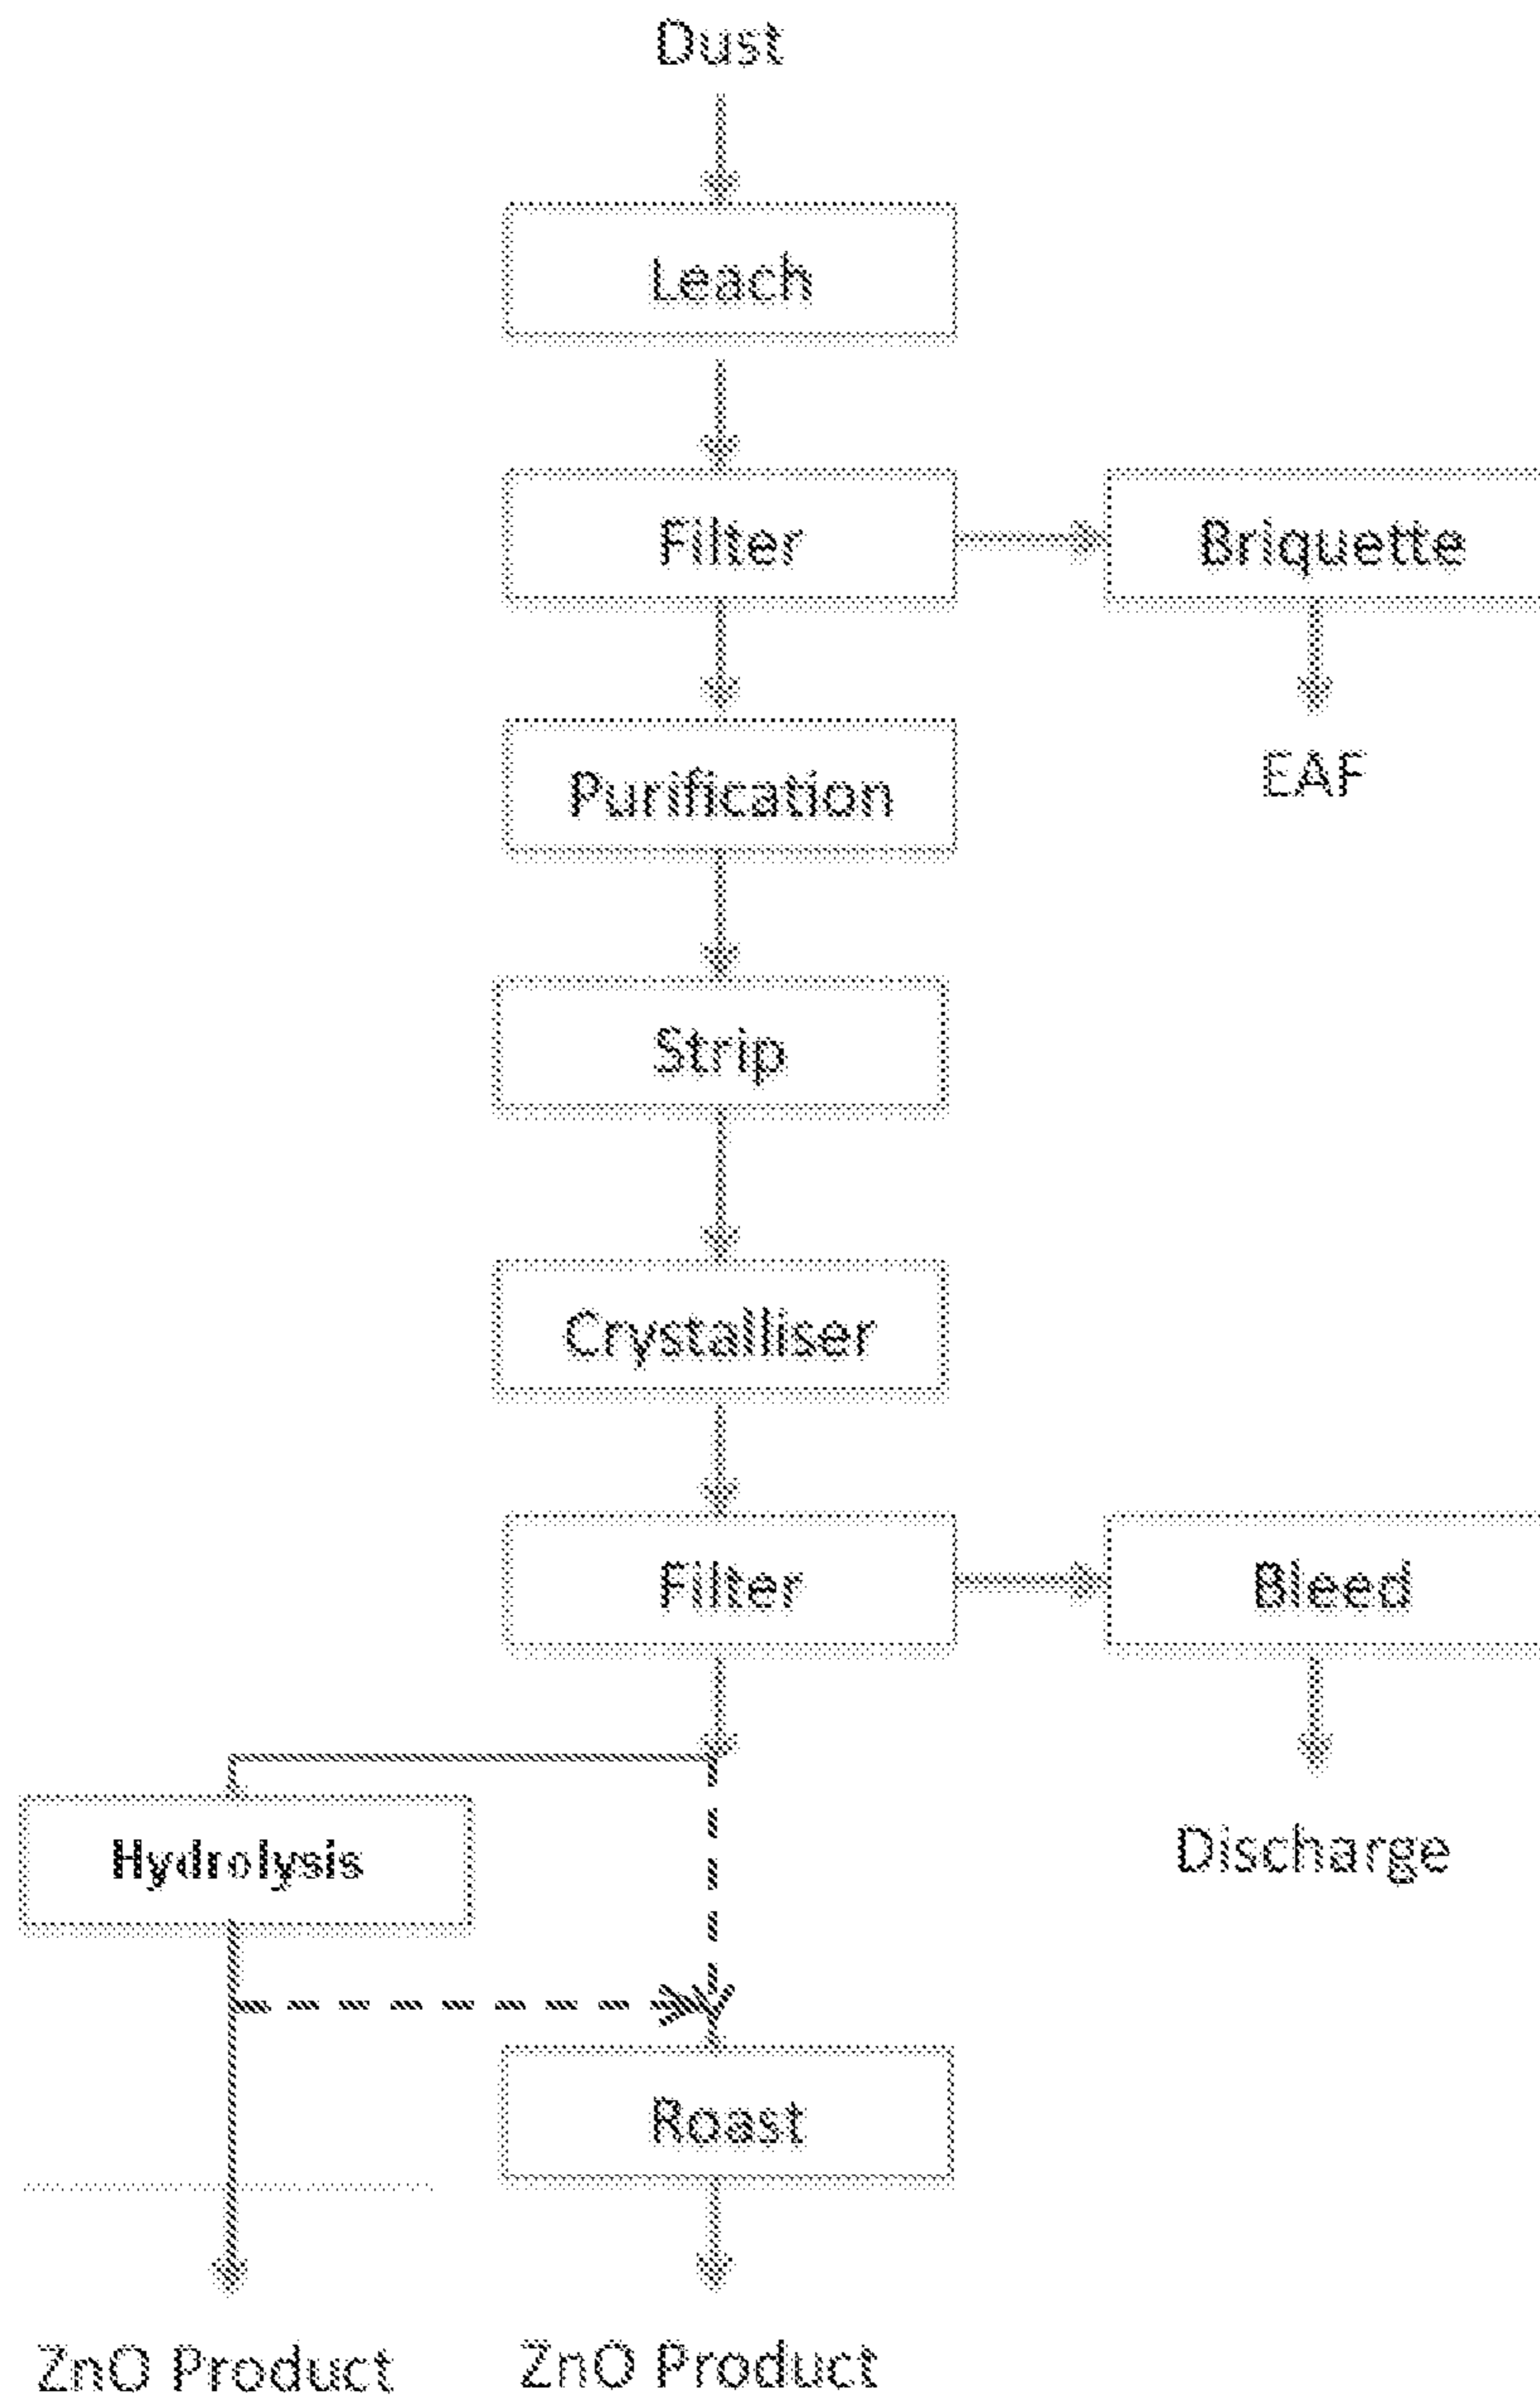 Dust
Leach
Filter
Briquette
Purification
EAF
Strip
Crystalliser
Filter
Bleed
Hydrolysis
Discharge
Roast
ZnO Product
ZnO Product